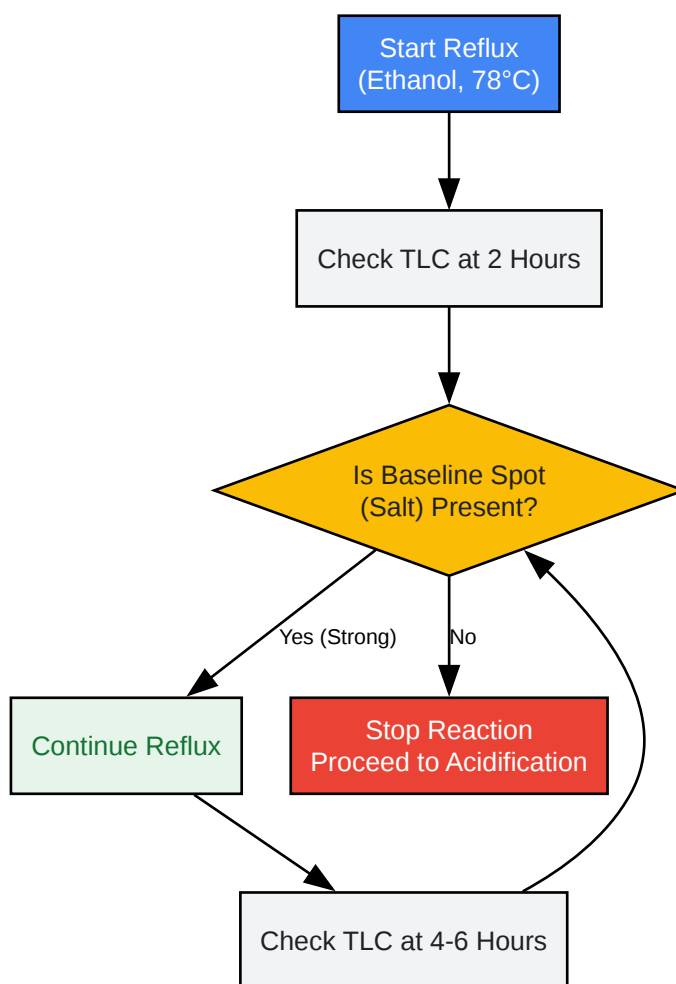 Start Reflux
(Ethanol, 78°C)
Check TLC at 2 Hours
Is Baseline Spot
(Salt) Present?
Yes (Strong)
No
Continue Reflux
Stop Reaction
Proceed to Acidification
Check TLC at 4-6 Hours